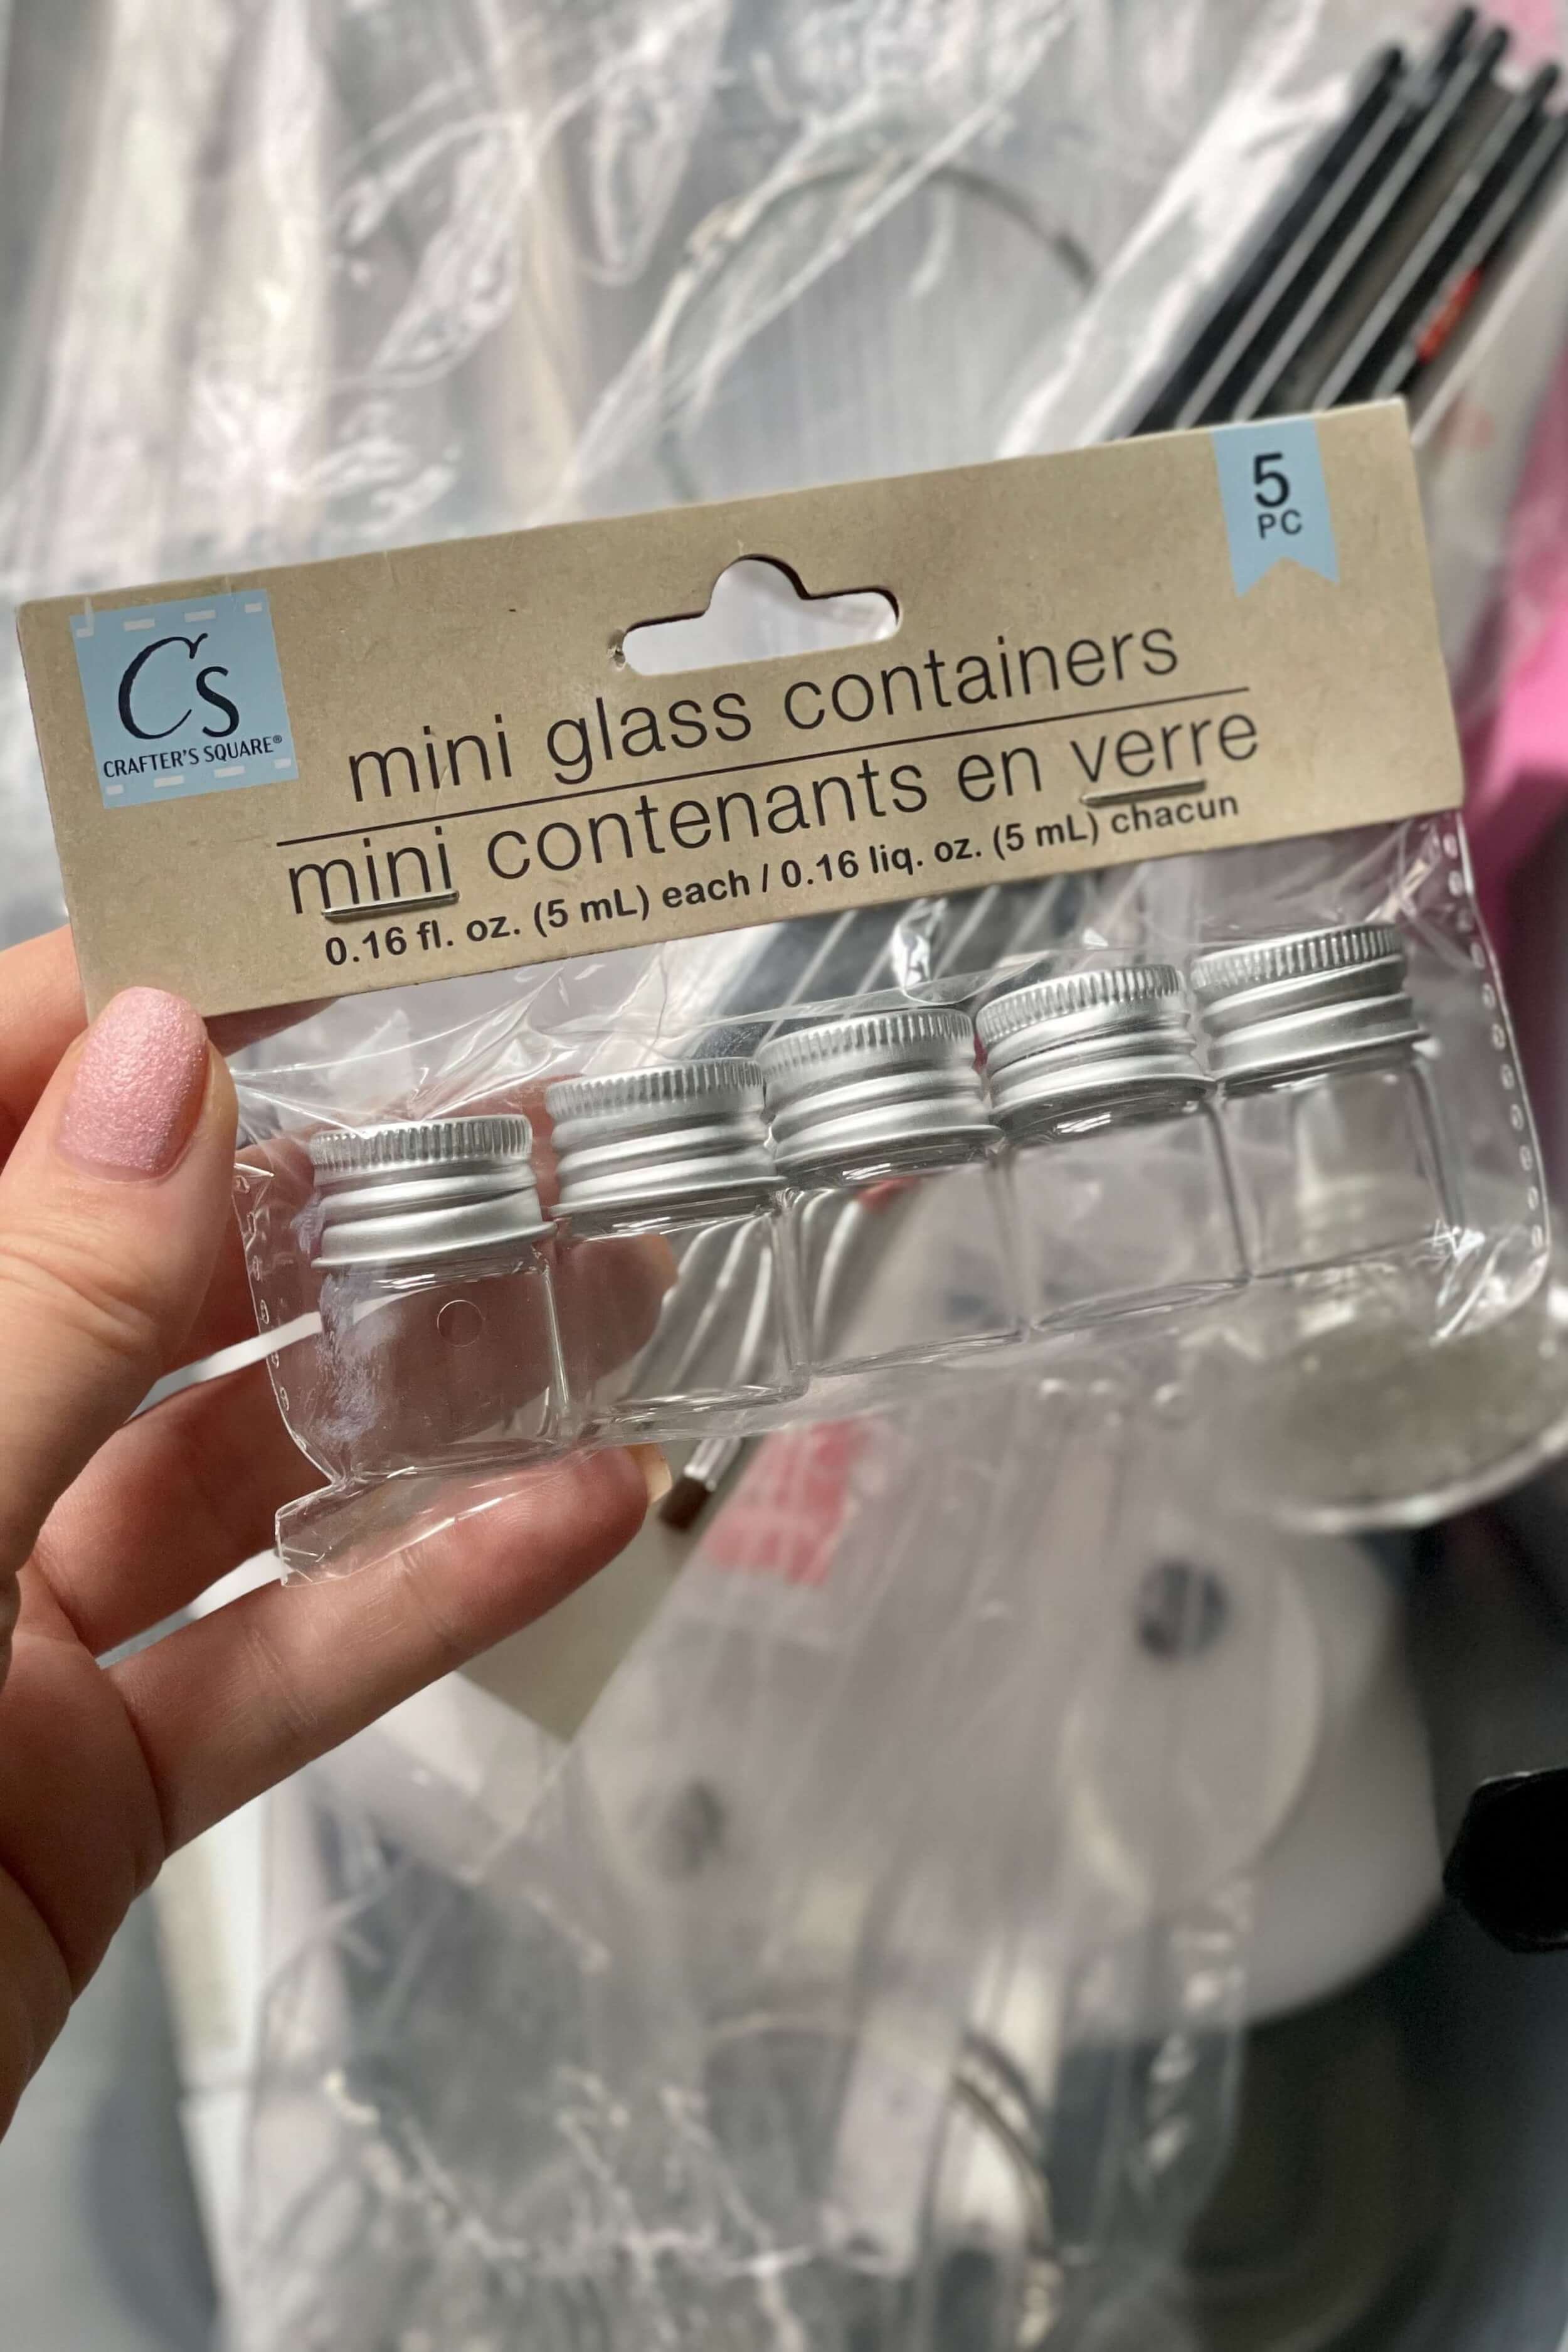 Cs
CRAFTER'S SQUARE®
5
PC
mini glass containers
mini contenants en verre
0.16 fl. oz. (5 mL) each / 0.16 liq. oz. (5 mL) chacun